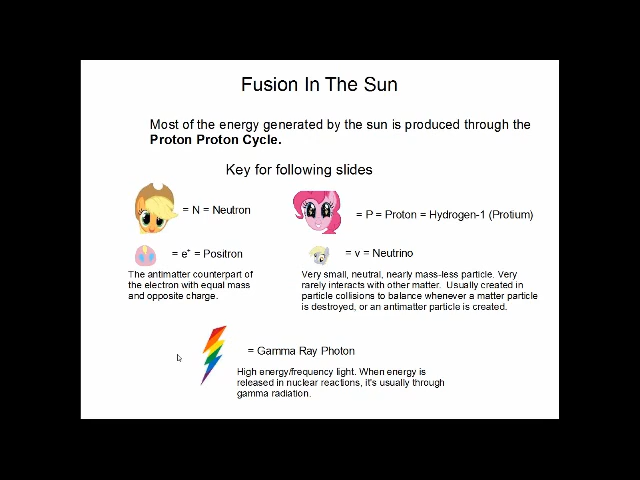 Fusion In The Sun
Most of the energy generated by the sun is produced through the
Proton Proton Cycle.
Key for following slides
= N = Neutron
= P = Proton = Hydrogen-1 (Protium)
= e⁺ = Positron
The antimatter counterpart of
the electron with equal mass
and opposite charge.
= v = Neutrino
Very small, neutral, nearly mass-less particle. Very
rarely interacts with other matter. Usually created in
particle collisions to balance whenever a matter particle
is destroyed, or an antimatter particle is created.
= Gamma Ray Photon
High energy/frequency light. When energy is
released in nuclear reactions, it's usually through
gamma radiation.